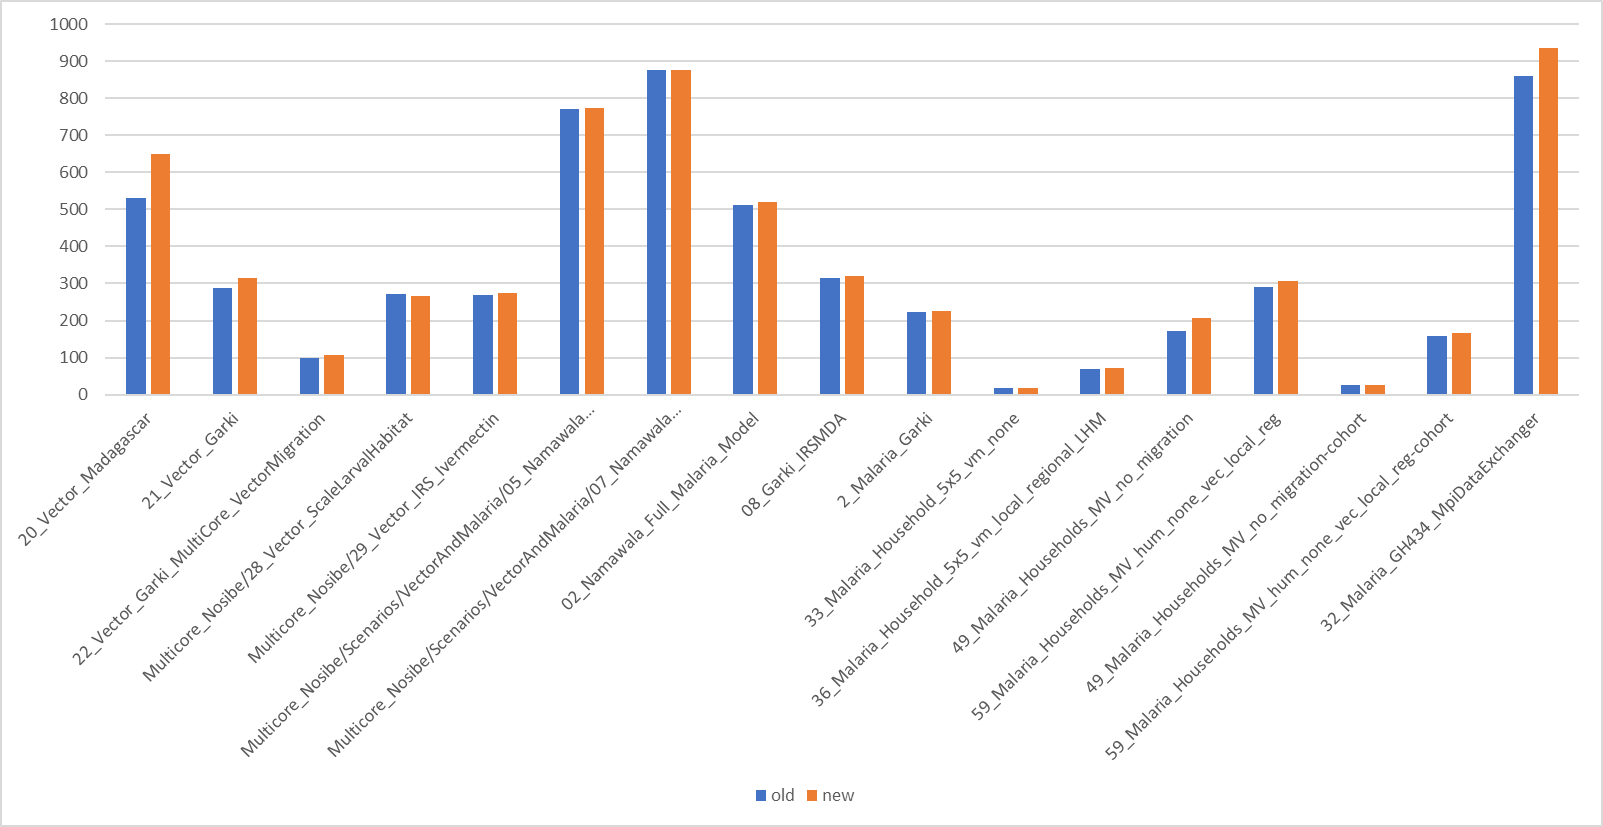 1000
900
800
700
600
500
400
300
200
100
0
20_Vector_Madagascar
21_Vector_Garki
22_Vector_Garki_MultiCore_VectorMigration
Multicore_Nosibe/28_Vector_ScaleLarvalHabitat
Multicore_Nosibe/29_Vector_IRS_Ivermectin
Multicore_Nosibe/Scenarios/VectorAndMalaria/05_Namawala…
Multicore_Nosibe/Scenarios/VectorAndMalaria/07_Namawala…
02_Namawala_Full_Malaria_Model
08_Garki_IRSMDA
2_Malaria_Garki
33_Malaria_Household_5x5_vm_none
36_Malaria_Household_5x5_vm_local_regional_LHM
49_Malaria_Households_MV_no_migration
59_Malaria_Households_MV_hum_none_vec_local_reg
49_Malaria_Households_MV_no_migration-cohort
59_Malaria_Households_MV_hum_none_vec_local_reg-cohort
32_Malaria_GH434_MpiDataExchanger
old new